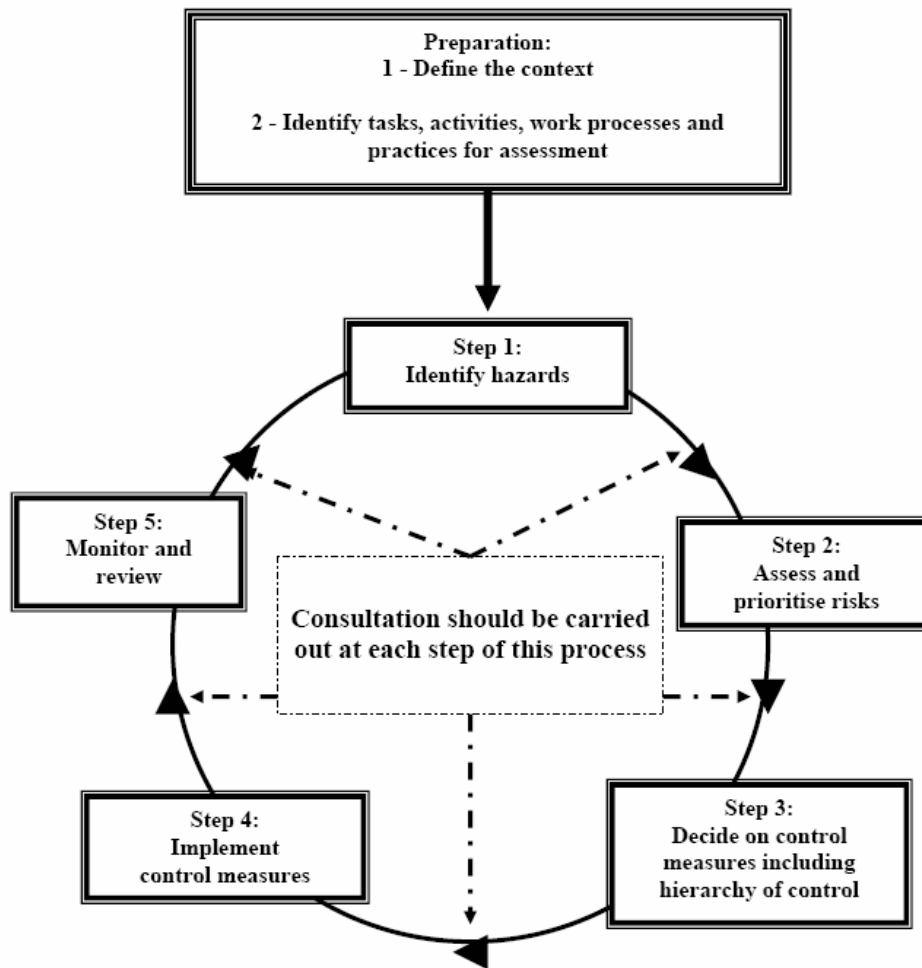 Preparation:
1 - Define the context
2 - Identify tasks, activities, work processes and
practices for assessment
Step 1:
Identify hazards
Step 5:
Monitor and
review
Step 2:
Assess and
prioritise risks
Consultation should be carried
out at each step of this process
Step 4:
Implement
control measures
Step 3:
Decide on control
measures including
hierarchy of control